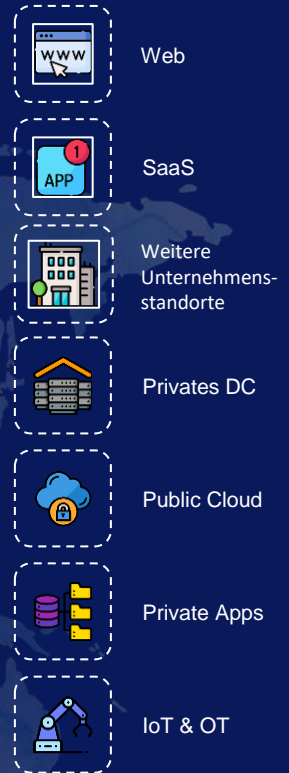 WWW
Web
1
APP
SaaS
Weitere
Unternehmens-
standorte
Privates DC
Public Cloud
Private Apps
IoT & OT